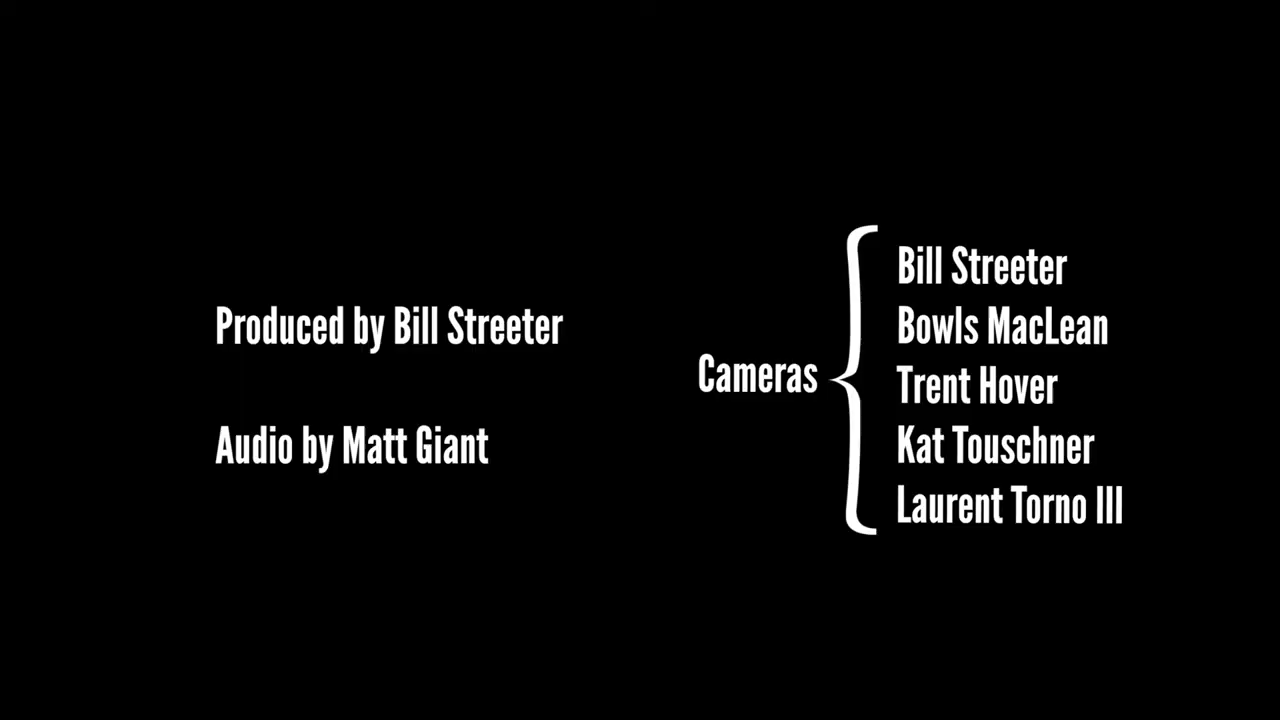 Produced by Bill Streeter
Audio by Matt Giant
Cameras
Bill Streeter
Bowls MacLean
Trent Hover
Kat Touschner
Laurent Torno III